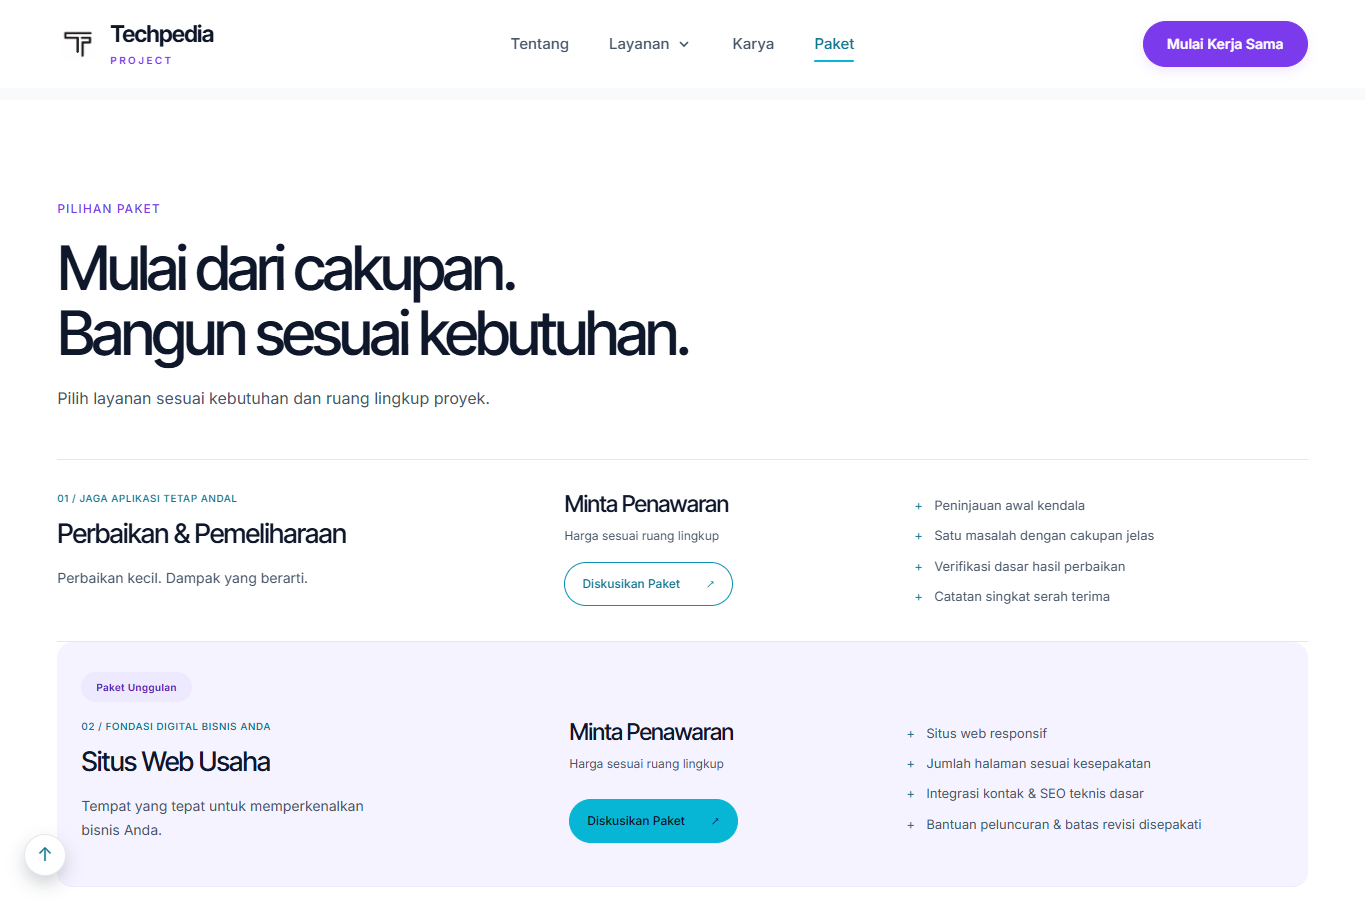 Techpedia
PROJECT
Tentang
Layanan
Karya
Paket
Mulai Kerja Sama
PILIHAN PAKET
Mulai dari cakupan.
Bangun sesuai kebutuhan.
Pilih layanan sesuai kebutuhan dan ruang lingkup proyek.
01 / JAGA APLIKASI TETAP ANDAL
Perbaikan & Pemeliharaan
Perbaikan kecil. Dampak yang berarti.
Minta Penawaran
Harga sesuai ruang lingkup
Diskusikan Paket ↗
+ Peninjauan awal kendala
+ Satu masalah dengan cakupan jelas
+ Verifikasi dasar hasil perbaikan
+ Catatan singkat serah terima
Paket Unggulan
02 / FONDASI DIGITAL BISNIS ANDA
Situs Web Usaha
Tempat yang tepat untuk memperkenalkan
bisnis Anda.
Minta Penawaran
Harga sesuai ruang lingkup
Diskusikan Paket ↗
+ Situs web responsif
+ Jumlah halaman sesuai kesepakatan
+ Integrasi kontak & SEO teknis dasar
+ Bantuan peluncuran & batas revisi disepakati